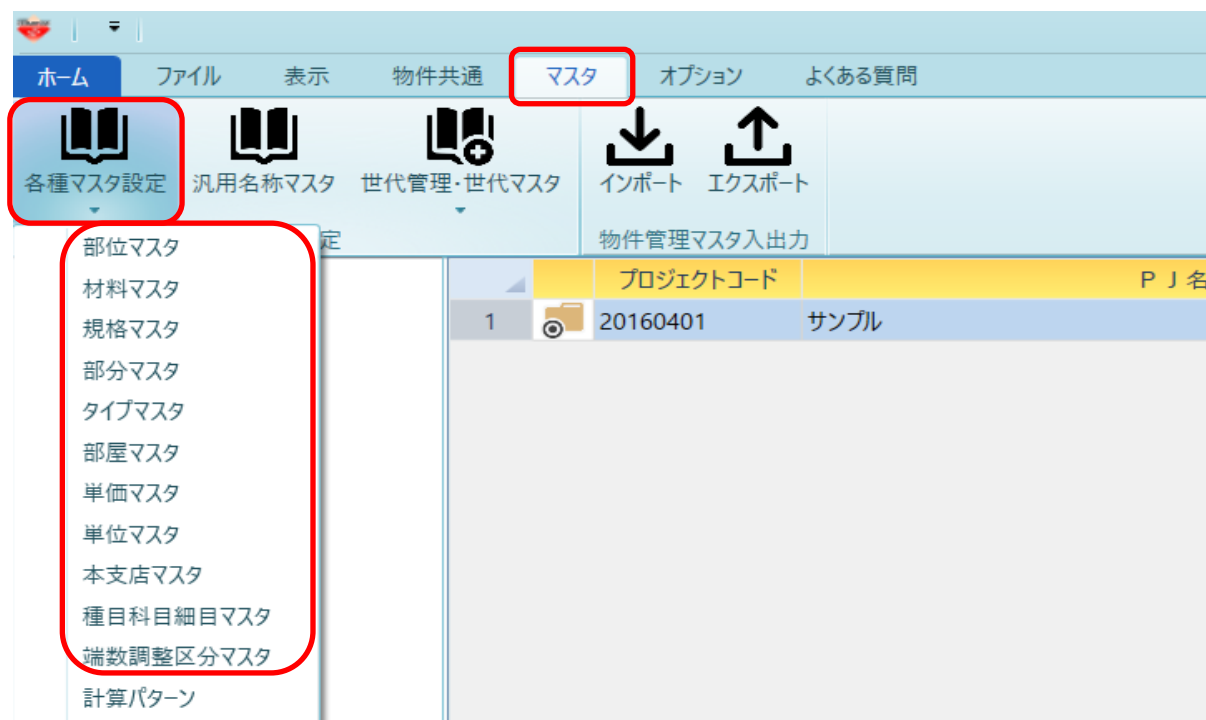 ホーム ファイル 表示 物件共通 マスタ オプション よくある質問
各種マスタ設定 汎用名称マスタ 世代管理・世代マスタ インポート エクスポート
定 物件管理マスタ入出力
部位マスタ
材料マスタ
規格マスタ
部分マスタ
タイプマスタ
部屋マスタ
単価マスタ
単位マスタ
本支店マスタ
種目科目細目マスタ
端数調整区分マスタ
計算パターン
プロジェクトコード ＰＪ名
1 20160401 サンプル